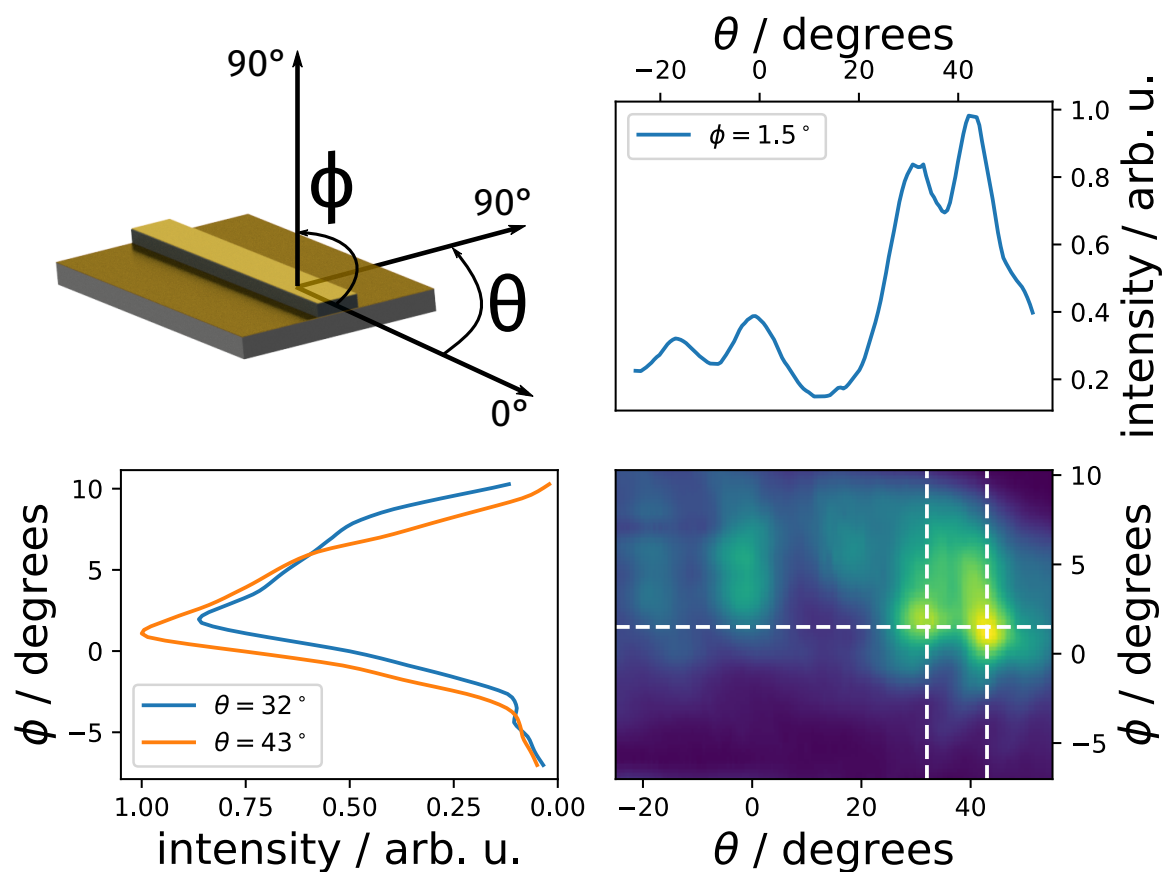 90°
ϕ
90°
θ
0°
θ / degrees
−20 0 20 40
ϕ = 1.5°
1.0
0.8
0.6
0.4
0.2
intensity / arb. u.
10
5
0
−5
ϕ / degrees
θ = 32°
θ = 43°
1.00 0.75 0.50 0.25 0.00
intensity / arb. u.
10
5
0
−5
ϕ / degrees
−20 0 20 40
θ / degrees